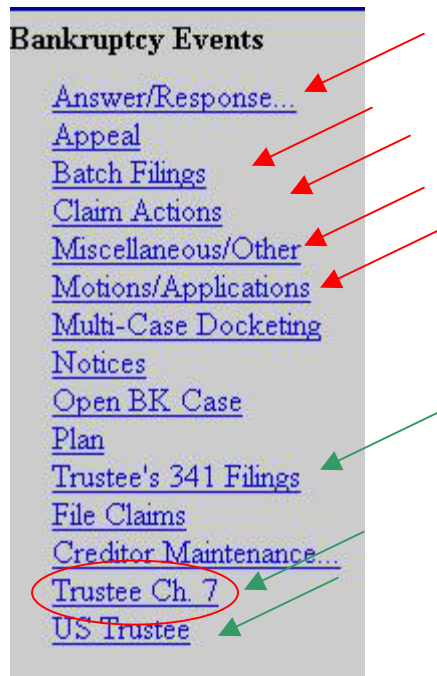 Bankruptcy Events
Answer/Response...
Appeal
Batch Filings
Claim Actions
Miscellaneous/Other
Motions/Applications
Multi-Case Docketing
Notices
Open BK Case
Plan
Trustee's 341 Filings
File Claims
Creditor Maintenance...
Trustee Ch. 7
US Trustee